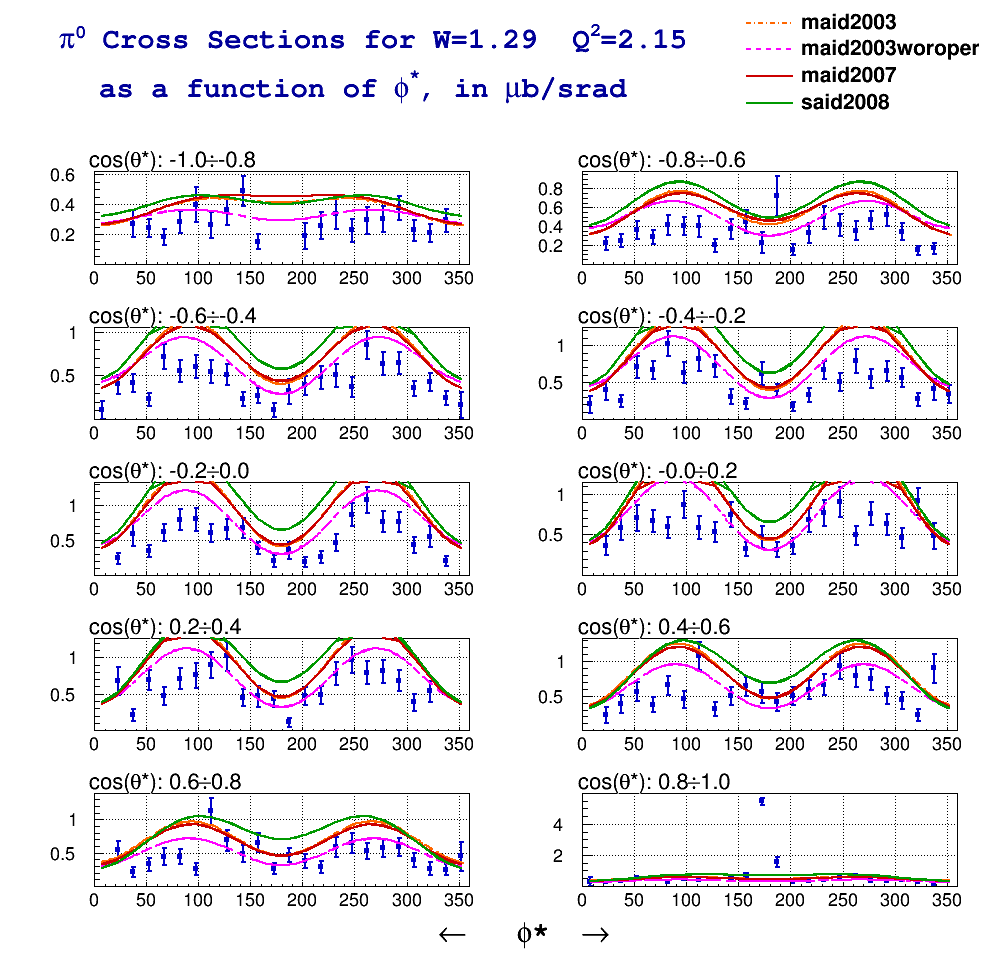 π⁰ Cross Sections for W=1.29 Q²=2.15
as a function of ϕ*, in μb/srad
maid2003
maid2003woroper
maid2007
said2008
cos(θ*): -1.0÷-0.8
0.6
0.4
0.2
0 50 100 150 200 250 300 350
cos(θ*): -0.8÷-0.6
0.8
0.6
0.4
0.2
0 50 100 150 200 250 300 350
cos(θ*): -0.6÷-0.4
1
0.5
0 50 100 150 200 250 300 350
cos(θ*): -0.4÷-0.2
1
0.5
0 50 100 150 200 250 300 350
cos(θ*): -0.2÷0.0
1
0.5
0 50 100 150 200 250 300 350
cos(θ*): -0.0÷0.2
1
0.5
0 50 100 150 200 250 300 350
cos(θ*): 0.2÷0.4
1
0.5
0 50 100 150 200 250 300 350
cos(θ*): 0.4÷0.6
1
0.5
0 50 100 150 200 250 300 350
cos(θ*): 0.6÷0.8
1
0.5
0 50 100 150 200 250 300 350
cos(θ*): 0.8÷1.0
4
2
0 50 100 150 200 250 300 350
← ϕ* →